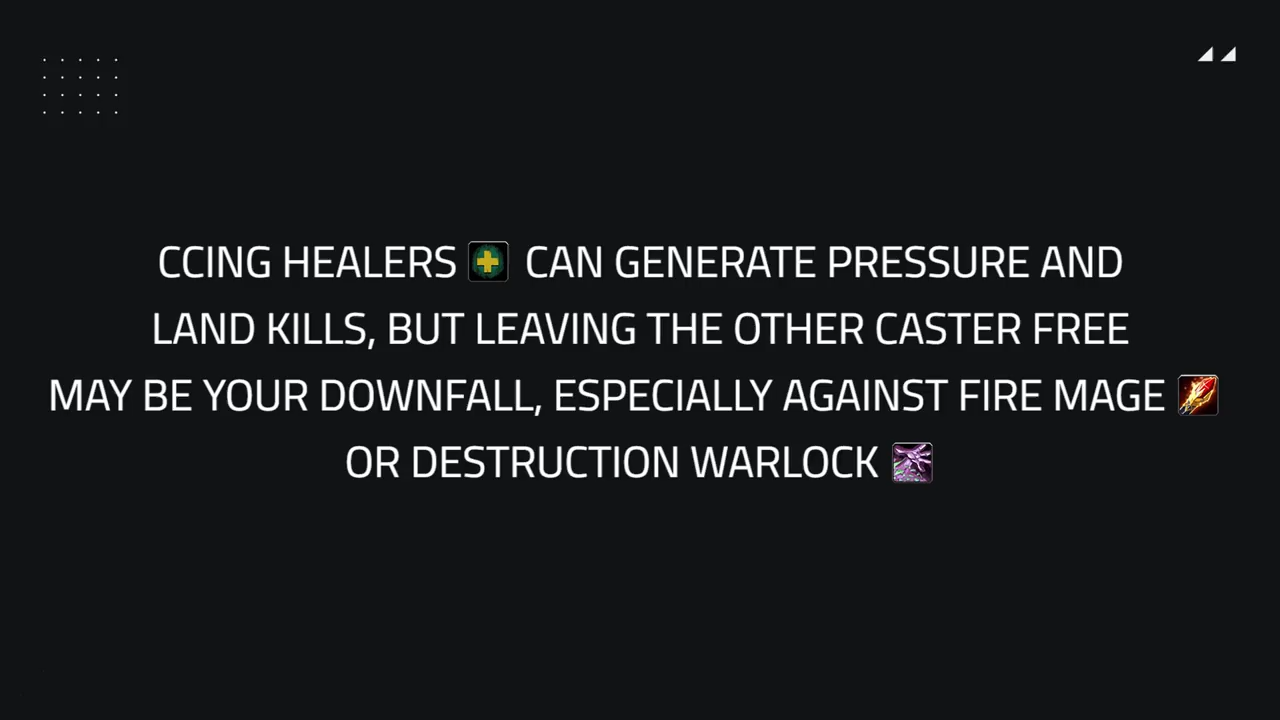 CCING HEALERS CAN GENERATE PRESSURE AND
LAND KILLS, BUT LEAVING THE OTHER CASTER FREE
MAY BE YOUR DOWNFALL, ESPECIALLY AGAINST FIRE MAGE
OR DESTRUCTION WARLOCK